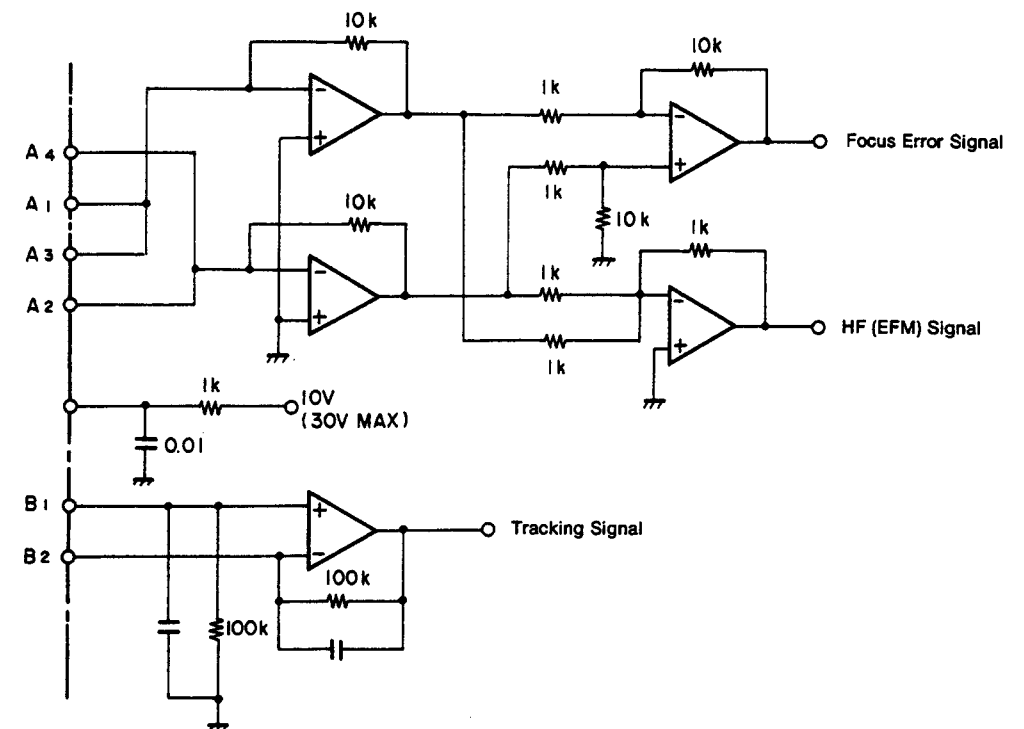 10k
10k
1k
A4
Focus Error Signal
1k
A1
10k
10k
1k
A3
1k
A2
HF (EFM) Signal
1k
1k
10V
(30V MAX)
0.01
B1
Tracking Signal
B2
100k
100k